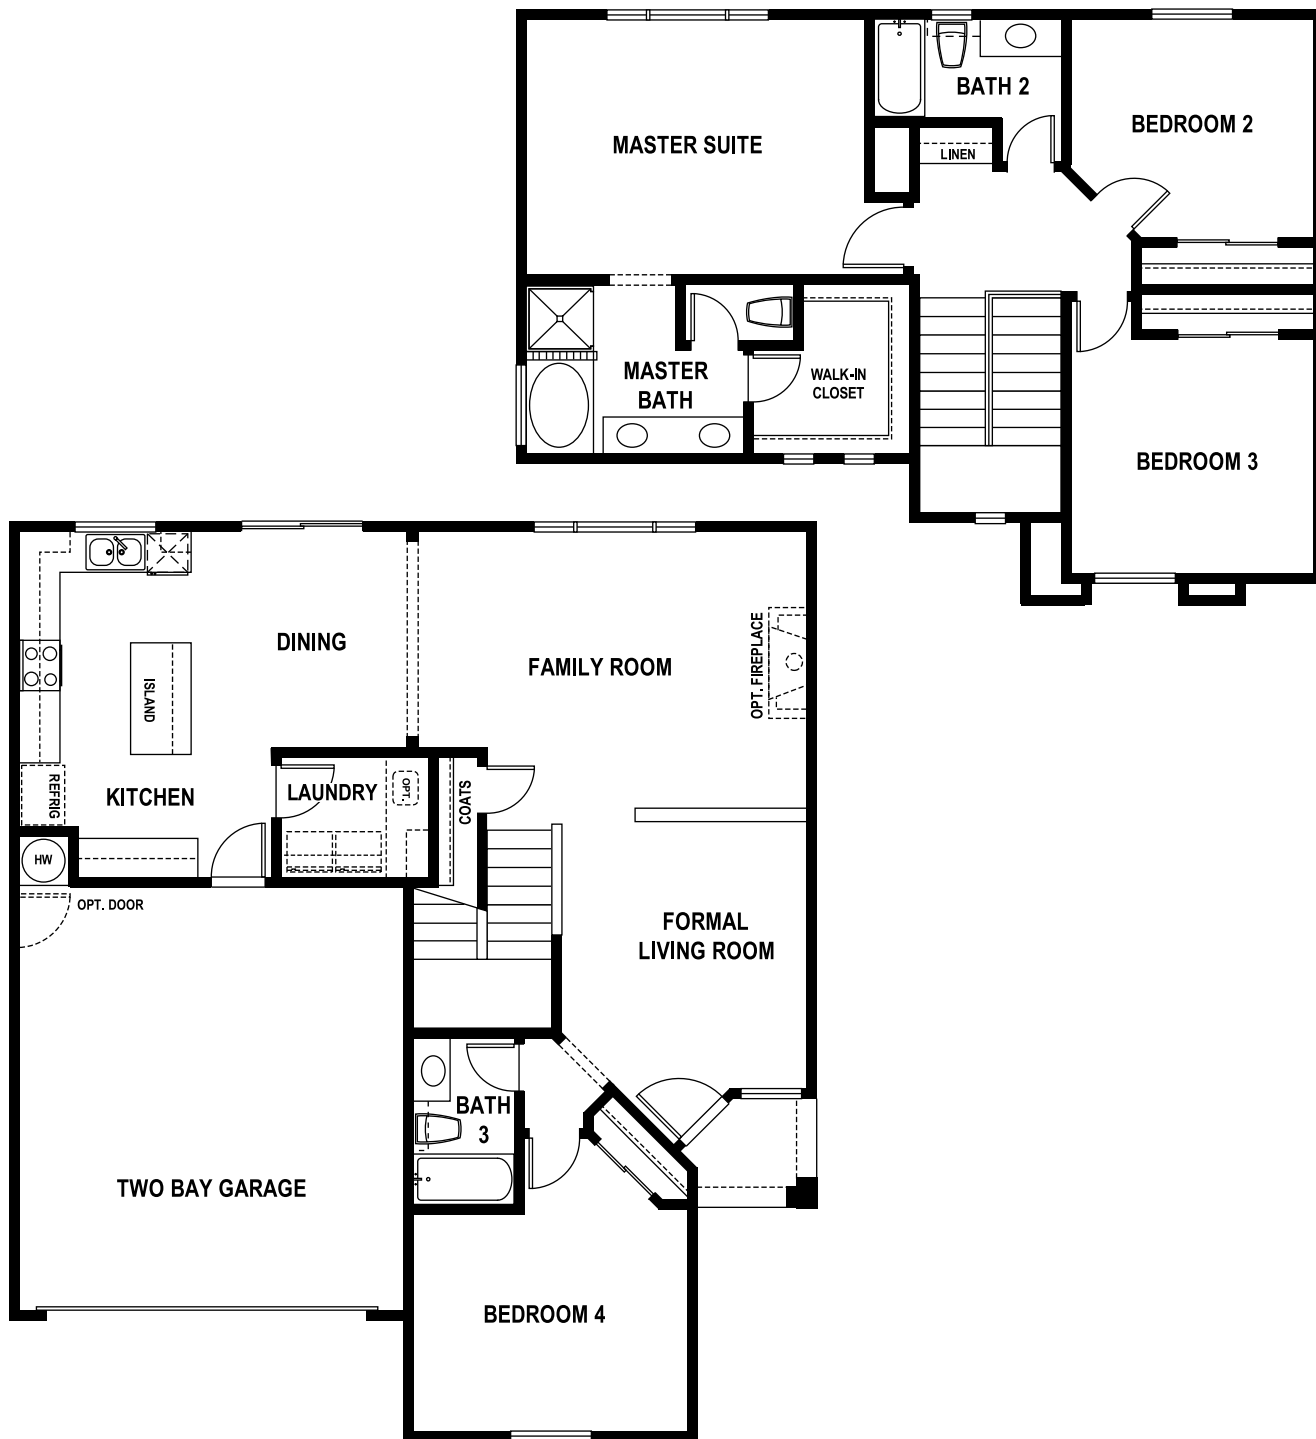 BATH 2
BEDROOM 2
MASTER SUITE
LINEN
MASTER
BATH
WALK-IN
CLOSET
BEDROOM 3
DINING
FAMILY ROOM
OPT. FIREPLACE
ISLAND
REFRIG
KITCHEN
LAUNDRY
OPT.
COATS
HW
OPT. DOOR
FORMAL
LIVING ROOM
BATH
3
TWO BAY GARAGE
BEDROOM 4